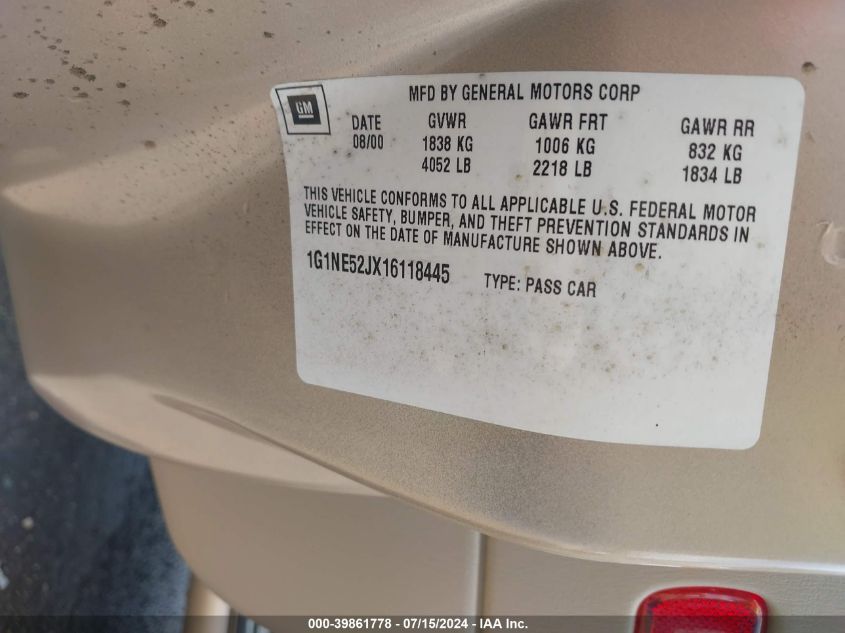 GM
MFD BY GENERAL MOTORS CORP
DATE GVWR GAWR FRT GAWR RR
08/00 1838 KG 1006 KG 832 KG
4052 LB 2218 LB 1834 LB
THIS VEHICLE CONFORMS TO ALL APPLICABLE U.S. FEDERAL MOTOR
VEHICLE SAFETY, BUMPER, AND THEFT PREVENTION STANDARDS IN
EFFECT ON THE DATE OF MANUFACTURE SHOWN ABOVE.
1G1NE52JX16118445 TYPE: PASS CAR
000-39861778 - 07/15/2024 - IAA Inc.